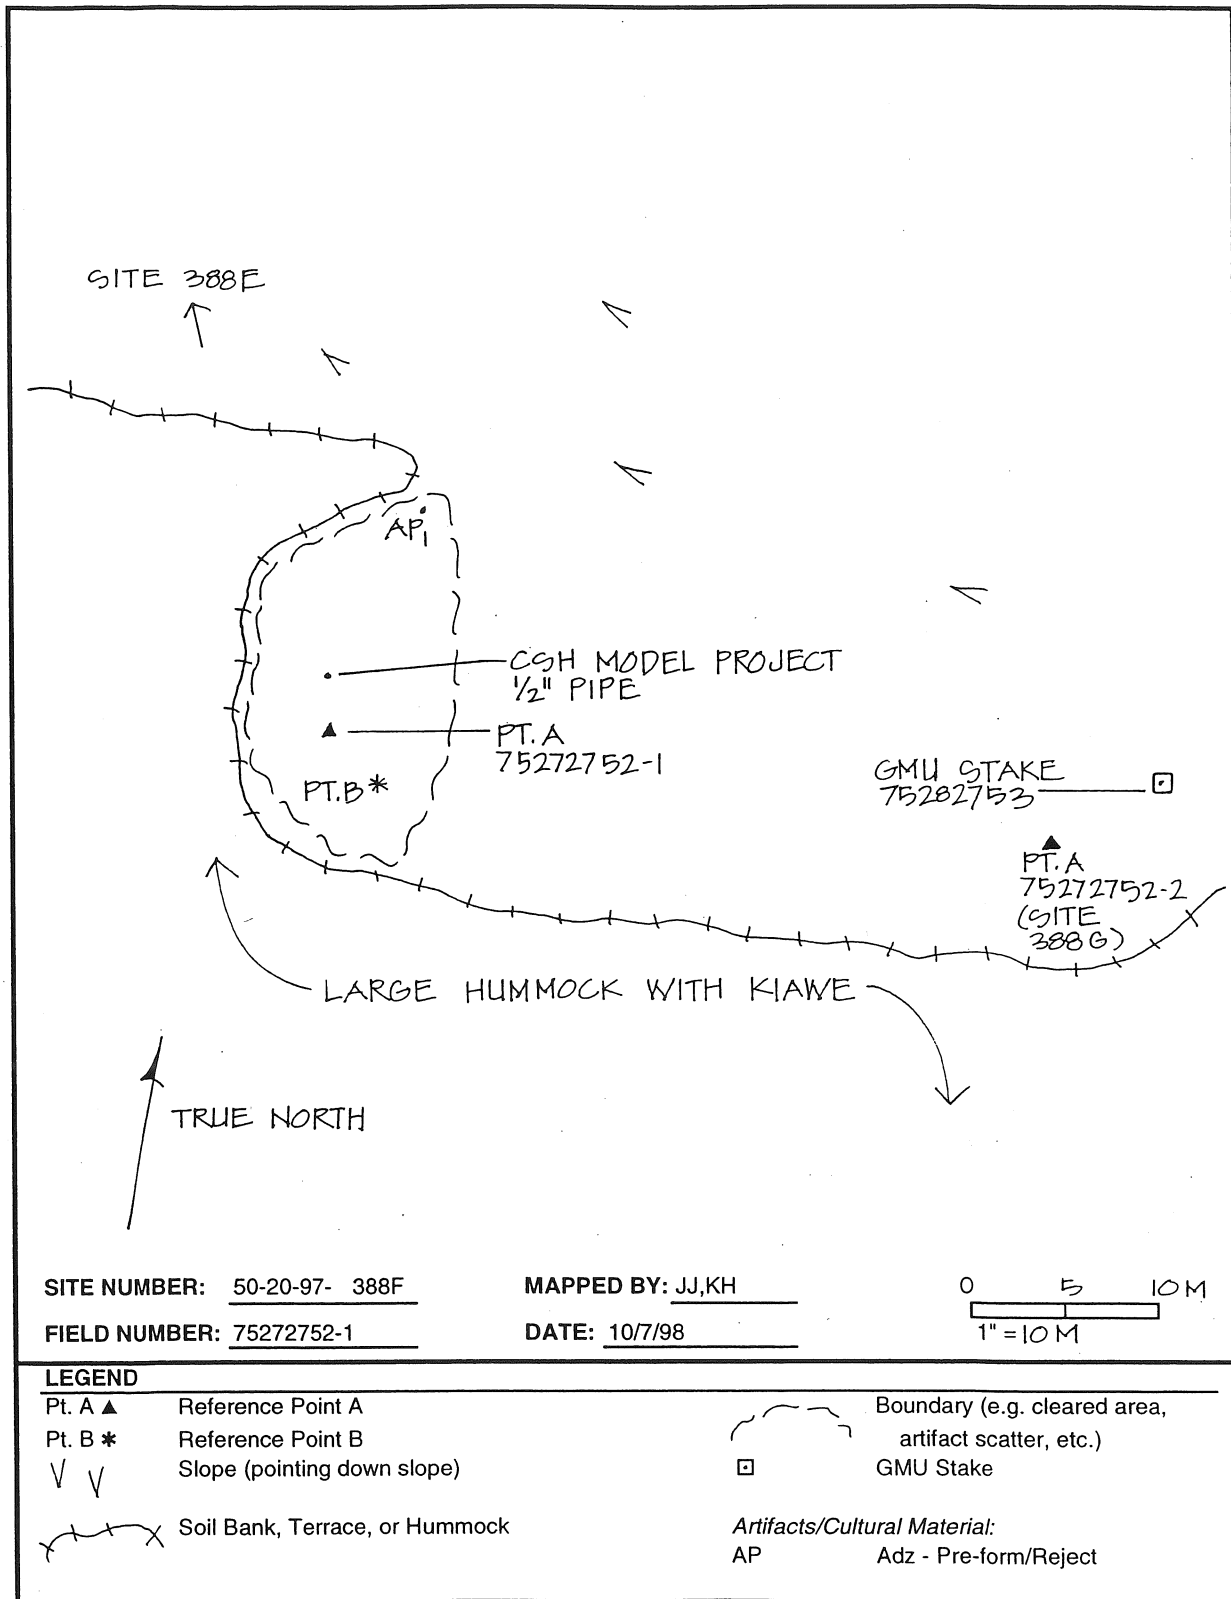 SITE 388E
AP1
CSH MODEL PROJECT
1/2" PIPE
PT. A
75272752-1
PT. B *
GMU STAKE
75282753
PT. A
75272752-2
(SITE
388G)
LARGE HUMMOCK WITH KIAWE
TRUE NORTH
SITE NUMBER: 50-20-97- 388F
MAPPED BY: JJ,KH
0 5 10 M
FIELD NUMBER: 75272752-1
DATE: 10/7/98
1" = 10 M
LEGEND
Pt. A ▲ Reference Point A
Pt. B * Reference Point B
Slope (pointing down slope)
Soil Bank, Terrace, or Hummock
Boundary (e.g. cleared area,
artifact scatter, etc.)
GMU Stake
Artifacts/Cultural Material:
AP Adz - Pre-form/Reject